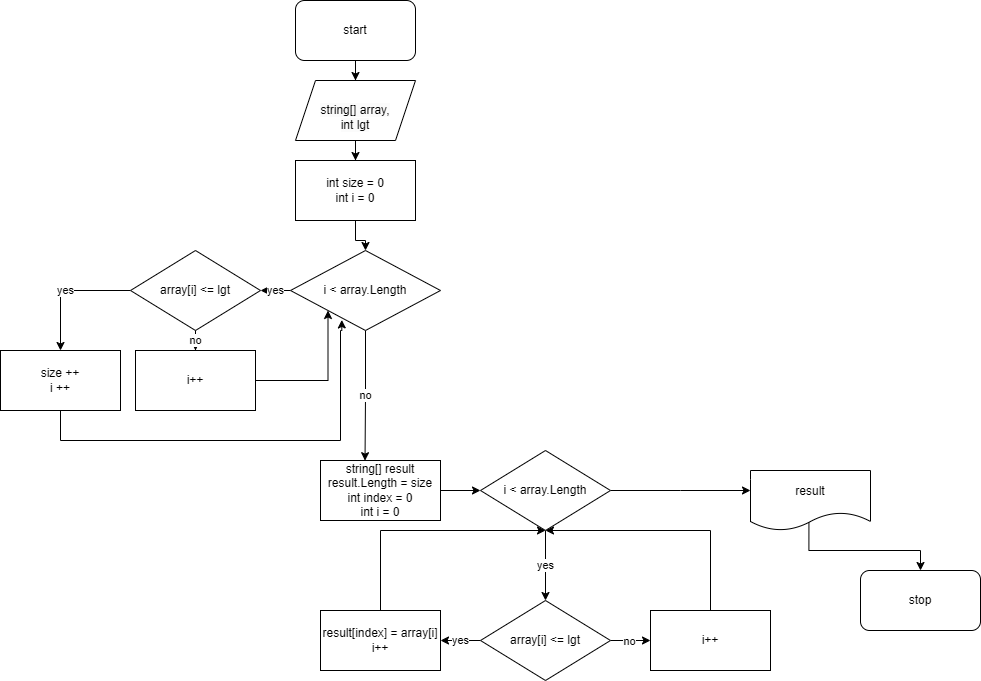 start
string[] array,
int lgt
int size = 0
int i = 0
i < array.Length
yes
array[i] <= lgt
yes
no
size ++
i ++
i++
no
string[] result
result.Length = size
int index = 0
int i = 0
i < array.Length
result
yes
stop
result[index] = array[i]
i++
yes
array[i] <= lgt
no
i++